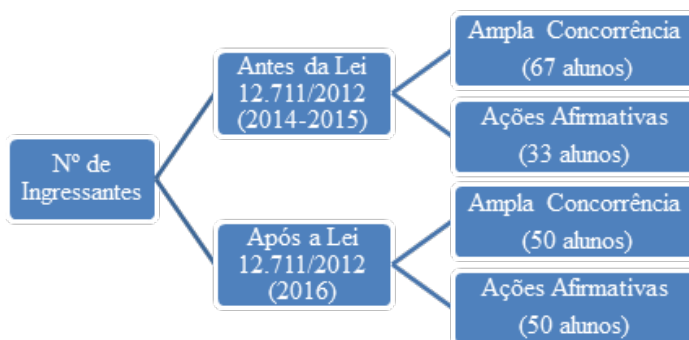 Nº de
Ingressantes
Antes da Lei
12.711/2012
(2014-2015)
Ampla Concorrência
(67 alunos)
Ações Afirmativas
(33 alunos)
Após a Lei
12.711/2012
(2016)
Ampla Concorrência
(50 alunos)
Ações Afirmativas
(50 alunos)